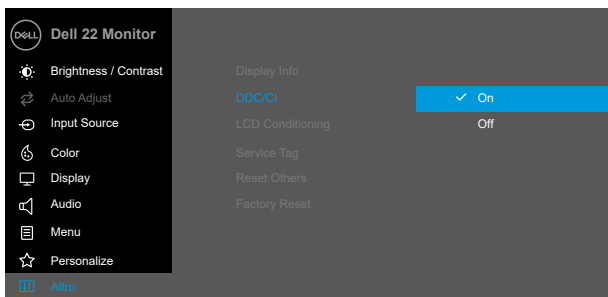 DELL Dell 22 Monitor
Brightness / Contrast
Display Info
Auto Adjust
DDC/CI
On
Input Source
LCD Conditioning
Off
Color
Service Tag
Display
Reset Others
Audio
Factory Reset
Menu
Personalize
Altro